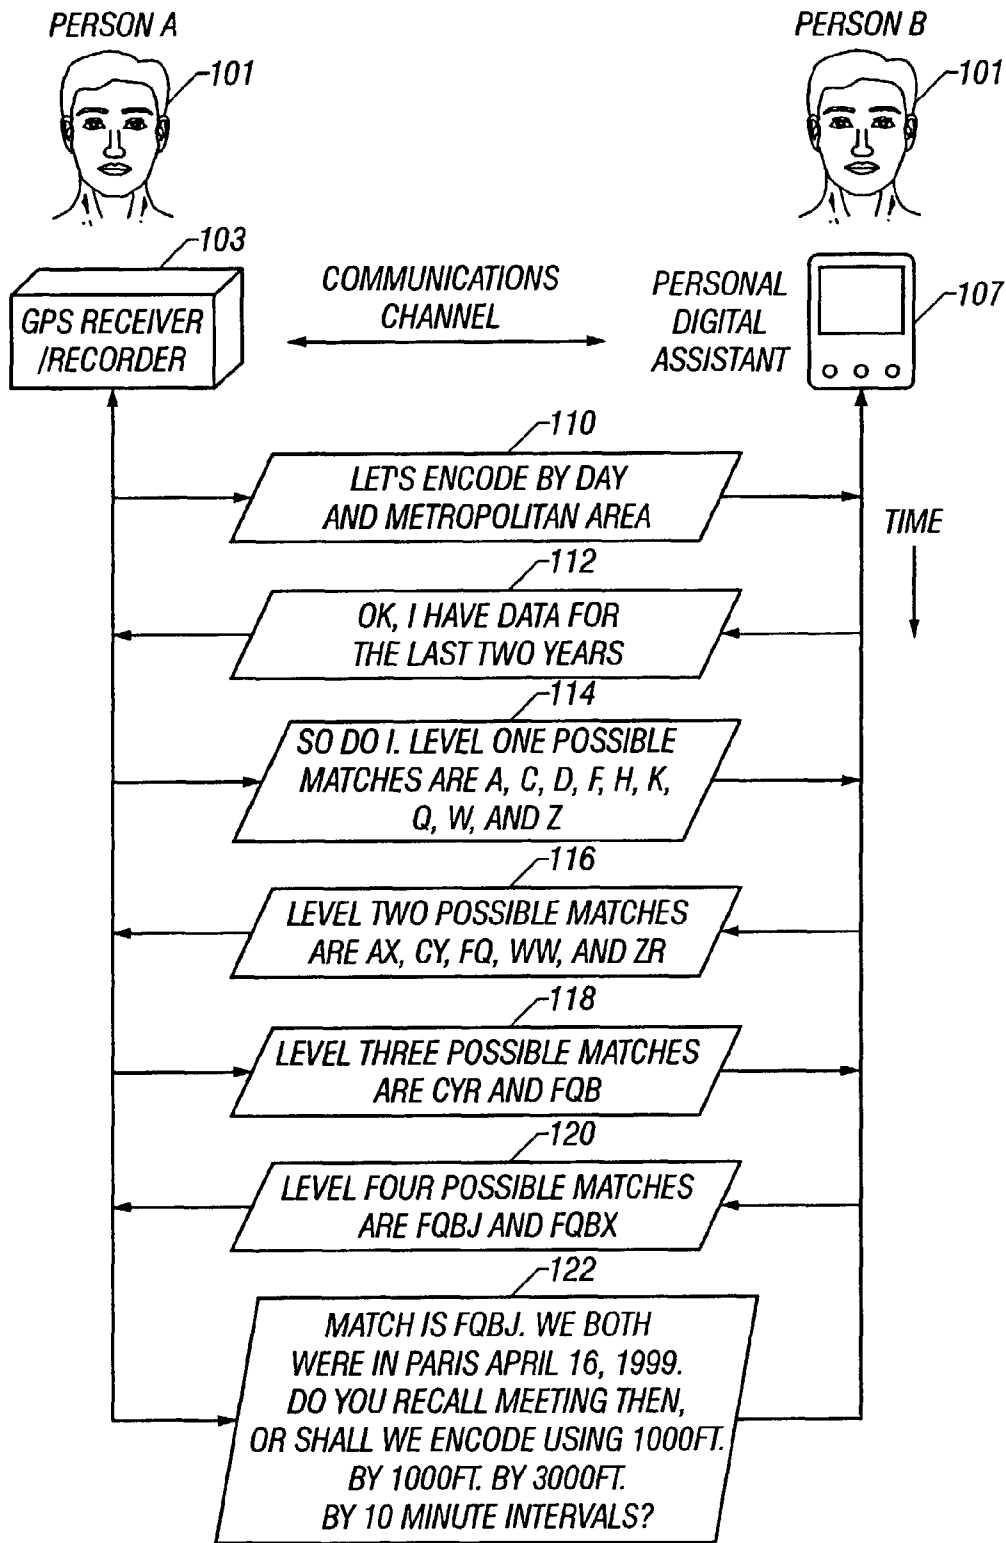 PERSON A
PERSON B
101
101
103
GPS RECEIVER
/RECORDER
COMMUNICATIONS
CHANNEL
PERSONAL
DIGITAL
ASSISTANT
107
110
LET'S ENCODE BY DAY
AND METROPOLITAN AREA
TIME
112
OK, I HAVE DATA FOR
THE LAST TWO YEARS
114
SO DO I. LEVEL ONE POSSIBLE
MATCHES ARE A, C, D, F, H, K,
Q, W, AND Z
116
LEVEL TWO POSSIBLE MATCHES
ARE AX, CY, FQ, WW, AND ZR
118
LEVEL THREE POSSIBLE MATCHES
ARE CYR AND FQB
120
LEVEL FOUR POSSIBLE MATCHES
ARE FQBJ AND FQBX
122
MATCH IS FQBJ. WE BOTH
WERE IN PARIS APRIL 16, 1999.
DO YOU RECALL MEETING THEN,
OR SHALL WE ENCODE USING 1000FT.
BY 1000FT. BY 3000FT.
BY 10 MINUTE INTERVALS?